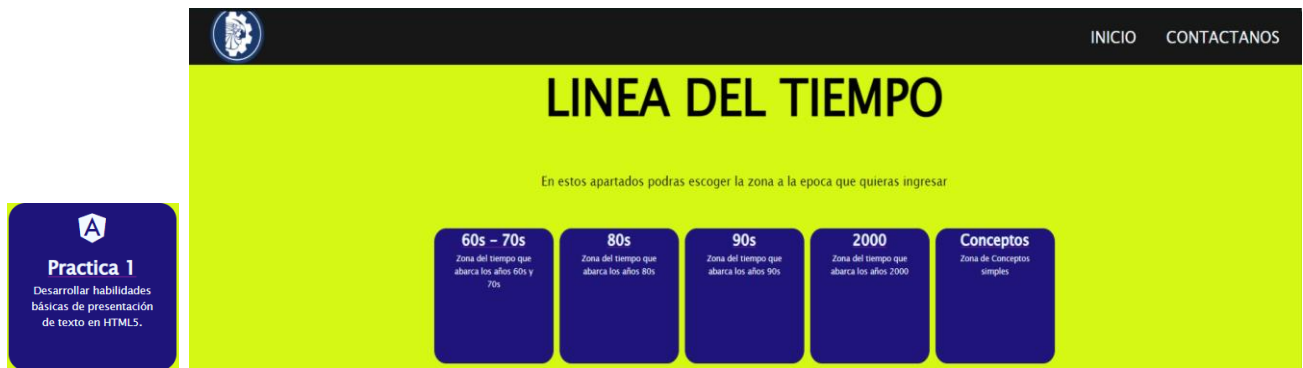 INICIO CONTACTANOS
LINEA DEL TIEMPO
En estos apartados podras escoger la zona a la epoca que quieras ingresar
A
Practica 1
Desarrollar habilidades
básicas de presentación
de texto en HTML5.
60s – 70s
Zona del tiempo que
abarca los años 60s y
70s
80s
Zona del tiempo que
abarca los años 80s
90s
Zona del tiempo que
abarca los años 90s
2000
Zona del tiempo que
abarca los años 2000
Conceptos
Zona de Conceptos
simples